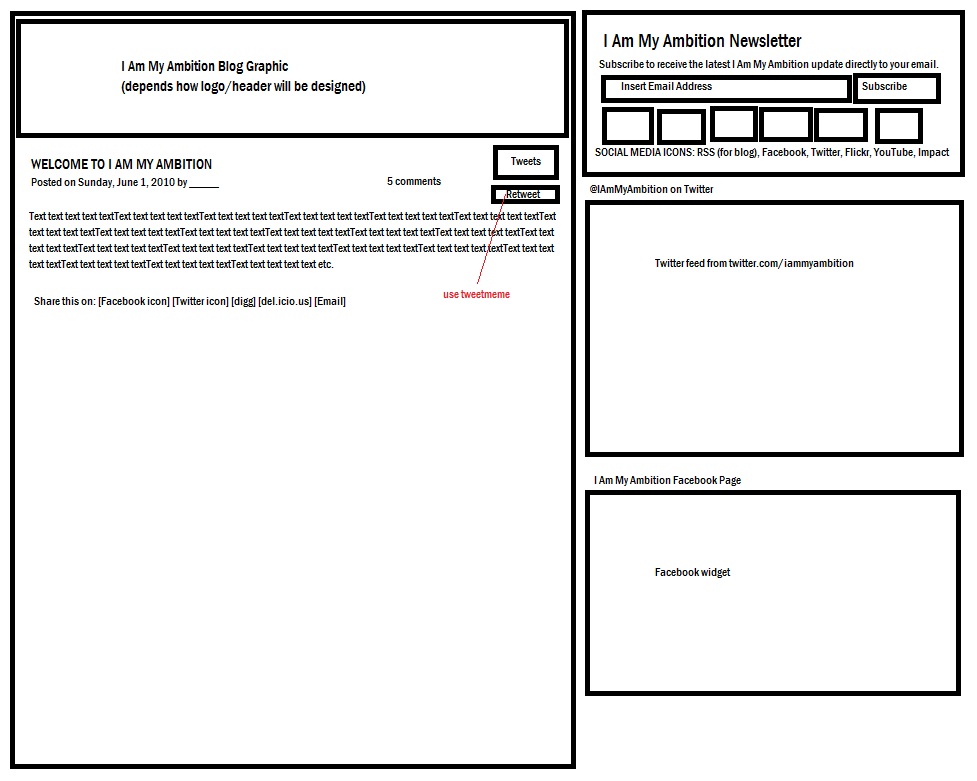 I Am My Ambition Blog Graphic
(depends how logo/header will be designed)
WELCOME TO I AM MY AMBITION
Posted on Sunday, June 1, 2010 by ______
5 comments
Tweets
Retweet
Text text text text textText text text text textText text text text textText text text text textText text text text textText text text text textText
text text text textText text text text textText text text text textText text text text textText text text text textText text text text textText text
text text textText text text text textText text text text textText text text text textText text text text textText text text text textText text text
text textText text text text textText text text text textText text text text text etc.
Share this on: [Facebook icon] [Twitter icon] [digg] [del.icio.us] [Email]
use tweetmeme
I Am My Ambition Newsletter
Subscribe to receive the latest I Am My Ambition update directly to your email.
Insert Email Address
Subscribe
SOCIAL MEDIA ICONS: RSS (for blog), Facebook, Twitter, Flickr, YouTube, Impact
@IAmMyAmbition on Twitter
Twitter feed from twitter.com/iammyambition
I Am My Ambition Facebook Page
Facebook widget